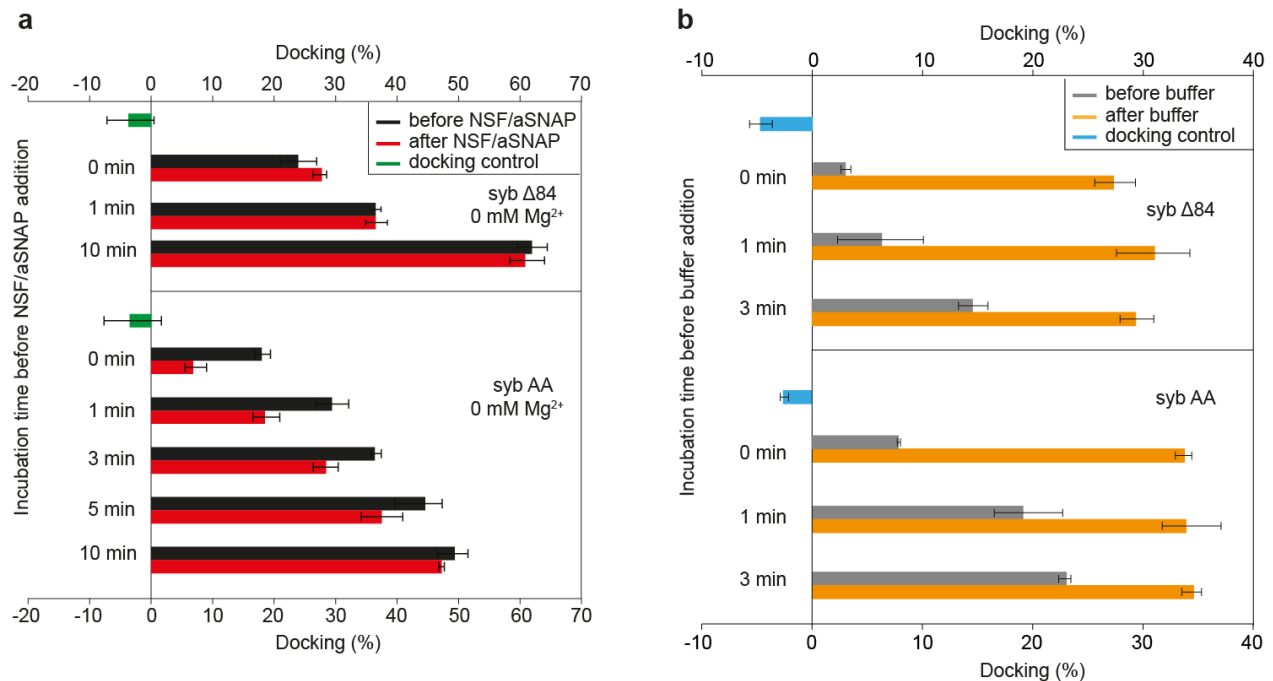 a
Docking (%)
-20 -10 0 10 20 30 40 50 60 70
Incubation time before NSF/aSNAP addition
before NSF/aSNAP
after NSF/aSNAP
docking control
0 min
1 min
10 min
syb Δ84
0 mM Mg²⁺
0 min
1 min
3 min
5 min
10 min
syb AA
0 mM Mg²⁺
-20 -10 0 10 20 30 40 50 60 70
Docking (%)
b
Docking (%)
-10 0 10 20 30 40
Incubation time before buffer addition
before buffer
after buffer
docking control
0 min
1 min
3 min
syb Δ84
syb AA
0 min
1 min
3 min
-10 0 10 20 30 40
Docking (%)